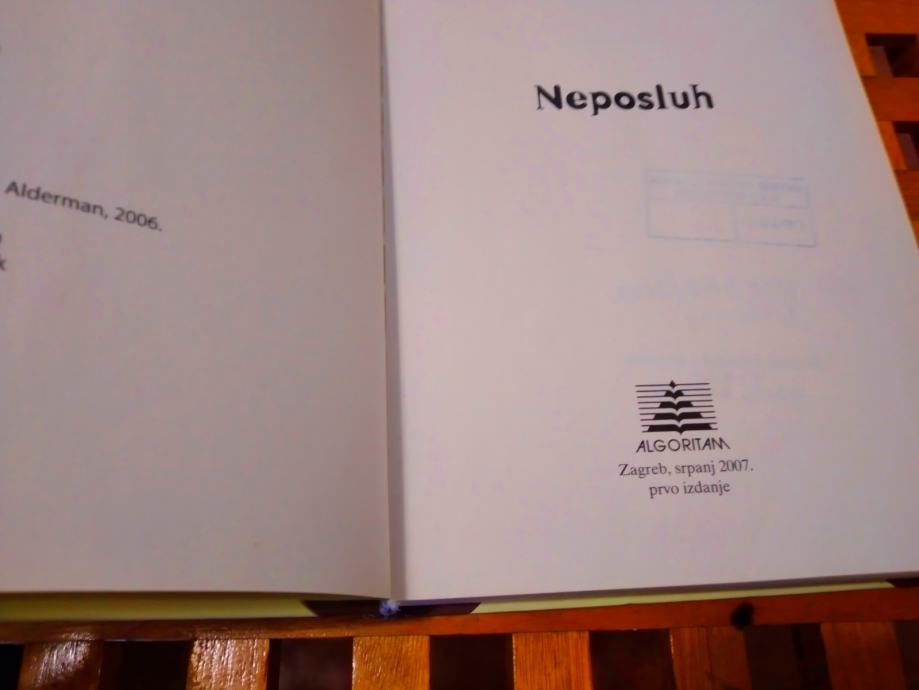 Alderman, 2006.
k
Neposluh
ALGORITAM
Zagreb, srpanj 2007.
prvo izdanje